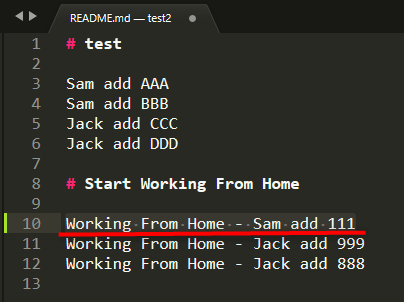 README.md — test2
1 # test
2
3 Sam add AAA
4 Sam add BBB
5 Jack add CCC
6 Jack add DDD
7
8 # Start Working From Home
9
10 Working From Home - Sam add 111
11 Working From Home - Jack add 999
12 Working From Home - Jack add 888
13